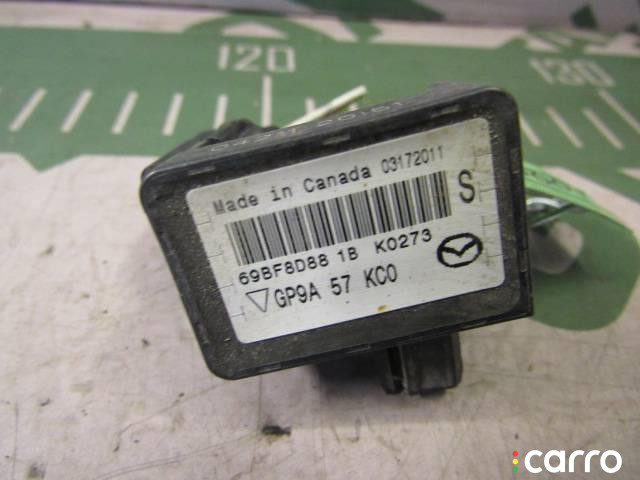 120
130
Made in Canada 03172011
S
69BF8D88 1B K0273
GP9A 57 KC0
carro